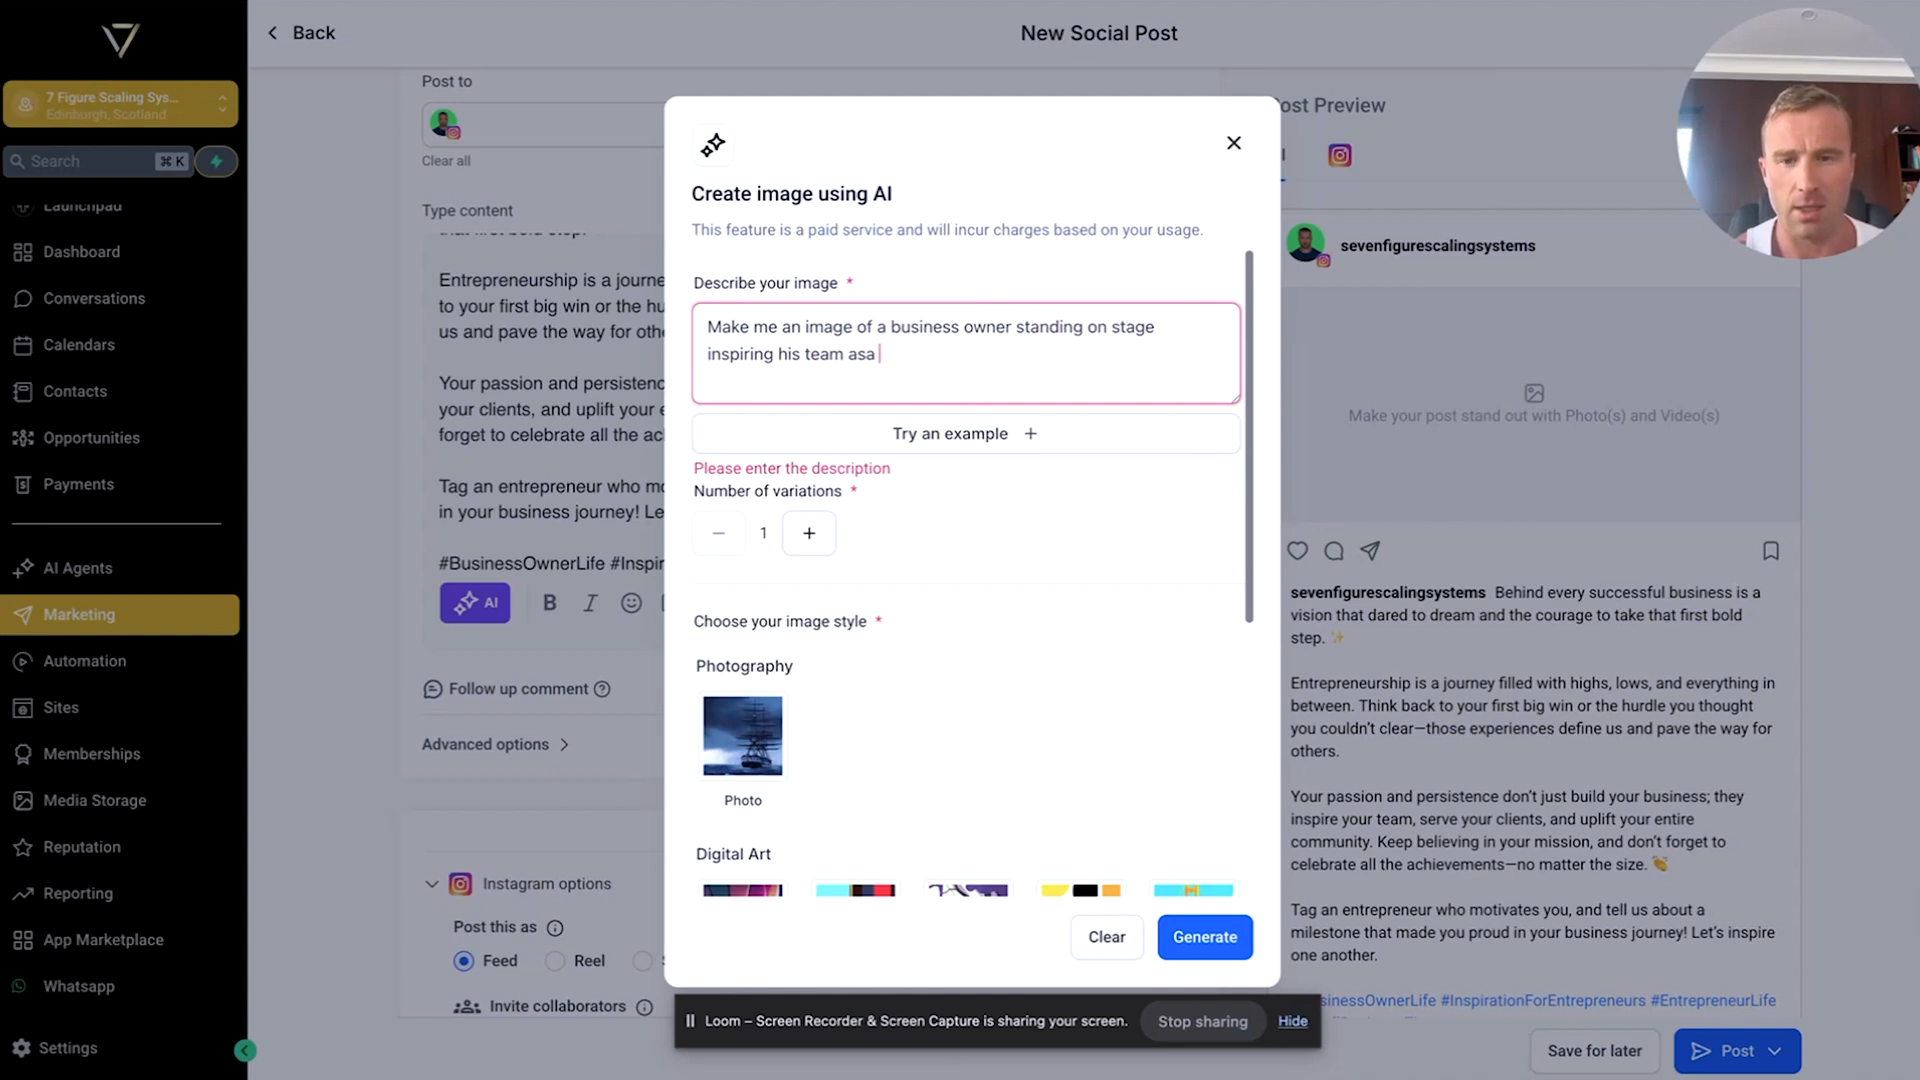 7 Figure Scaling Sys...
Edinburgh, Scotland
Search
⌘ K
Launchpad
Dashboard
Conversations
Calendars
Contacts
Opportunities
Payments
AI Agents
Marketing
Automation
Sites
Memberships
Media Storage
Reputation
Reporting
App Marketplace
Whatsapp
Settings
Back
New Social Post
Post to
Clear all
Type content
Entrepreneurship is a journe
to your first big win or the hu
us and pave the way for othe
Your passion and persistenc
your clients, and uplift your e
forget to celebrate all the ac
Tag an entrepreneur who mo
in your business journey! Le
#BusinessOwnerLife #Inspir
AI
B I
Follow up comment
Advanced options
Instagram options
Post this as
Feed
Reel
Invite collaborators
Create image using AI
This feature is a paid service and will incur charges based on your usage.
Describe your image *
Make me an image of a business owner standing on stage
inspiring his team asa
Try an example +
Please enter the description
Number of variations *
− 1 +
Choose your image style *
Photography
Photo
Digital Art
Clear
Generate
Loom – Screen Recorder & Screen Capture is sharing your screen.
Stop sharing
Hide
ost Preview
sevenfigurescalingsystems
Make your post stand out with Photo(s) and Video(s)
sevenfigurescalingsystems Behind every successful business is a
vision that dared to dream and the courage to take that first bold
step. ✨
Entrepreneurship is a journey filled with highs, lows, and everything in
between. Think back to your first big win or the hurdle you thought
you couldn't clear—those experiences define us and pave the way for
others.
Your passion and persistence don't just build your business; they
inspire your team, serve your clients, and uplift your entire
community. Keep believing in your mission, and don't forget to
celebrate all the achievements—no matter the size. 👏
Tag an entrepreneur who motivates you, and tell us about a
milestone that made you proud in your business journey! Let's inspire
one another.
sinessOwnerLife #InspirationForEntrepreneurs #EntrepreneurLife
Save for later
Post